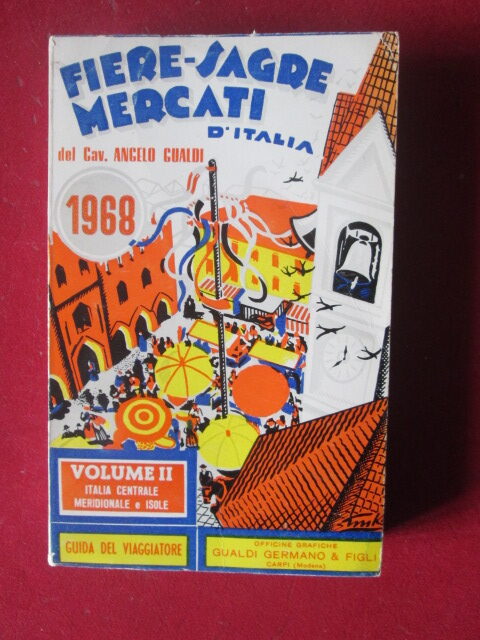 FIERE-SAGRE
MERCATI
D'ITALIA
del Cav. ANGELO GUALDI
1968
VOLUME II
ITALIA CENTRALE
MERIDIONALE e ISOLE
GUIDA DEL VIAGGIATORE
OFFICINE GRAFICHE
GUALDI GERMANO & FIGLI
CARPI (Modena)